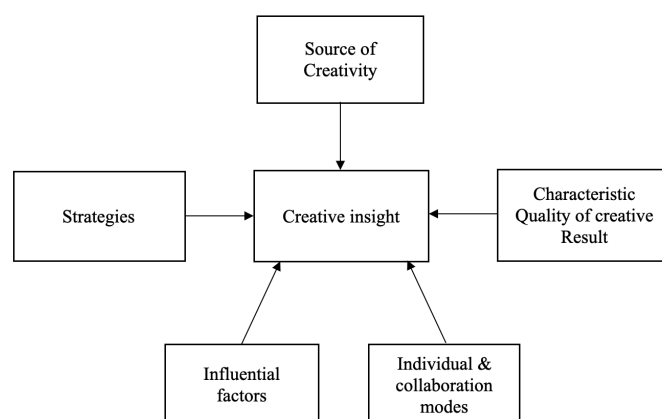 Source of
Creativity
Strategies
Creative insight
Characteristic
Quality of creative
Result
Influential
factors
Individual &
collaboration
modes